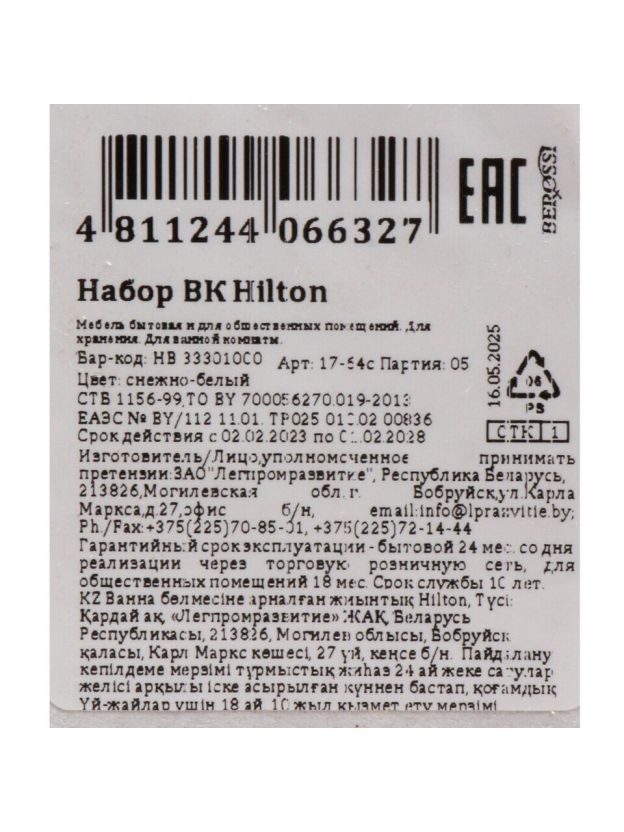 EAC
BEROSSI
4 811244 066327
Набор ВК Hilton
Мебель бытовая и для общественных помещений. Для
хранения. Для ванной комнаты.
Бар-код: НВ 33301000 Арт: 17-64с Партия: 05
Цвет: снежно-белый
16.05.2025
06
PS
СТБ 1156-99,ТО BY 700056270.019-2013
ЕАЭС № BY/112 11.01. ТР025 01 02 00836
СТК 1
Срок действия с 02.02.2023 по .02.2028
Изготовитель/Лицо,уполномоченное принимать
претензии:ЗАО"Легпромразвитие", Республика Беларусь,
213826,Могилевская обл.,г. Бобруйск,ул.Карла
Маркса,д.27,офис б/н, email:info@lprazvitie.by;
Ph./Fax:+375(225)70-85-01, +375(225)72-14-44
Гарантийный срок эксплуатации - бытовой 24 мес. со дня
реализации через торговую розничную сеть, для
общественных помещений 18 мес. Срок службы 10 лет.
KZ Ванна бөлмесіне арналған жиынтық Hilton, Түсі:
Қардай ақ, «Легпромразвитие» ЖАҚ, Беларусь
Республикасы, 213826, Могилев облысы, Бобруйск
қаласы, Карл Маркс көшесі, 27 үй, кеңсе б/н. Пайдалану
кепілдеме мерзімі тұрмыстық жиһаз 24 ай жеке саудалар
желісі арқылы іске асырылған күннен бастап, қоғамдық
Үй-жайлар үшін 18 ай. 10 жыл қызмет ету мерзімі